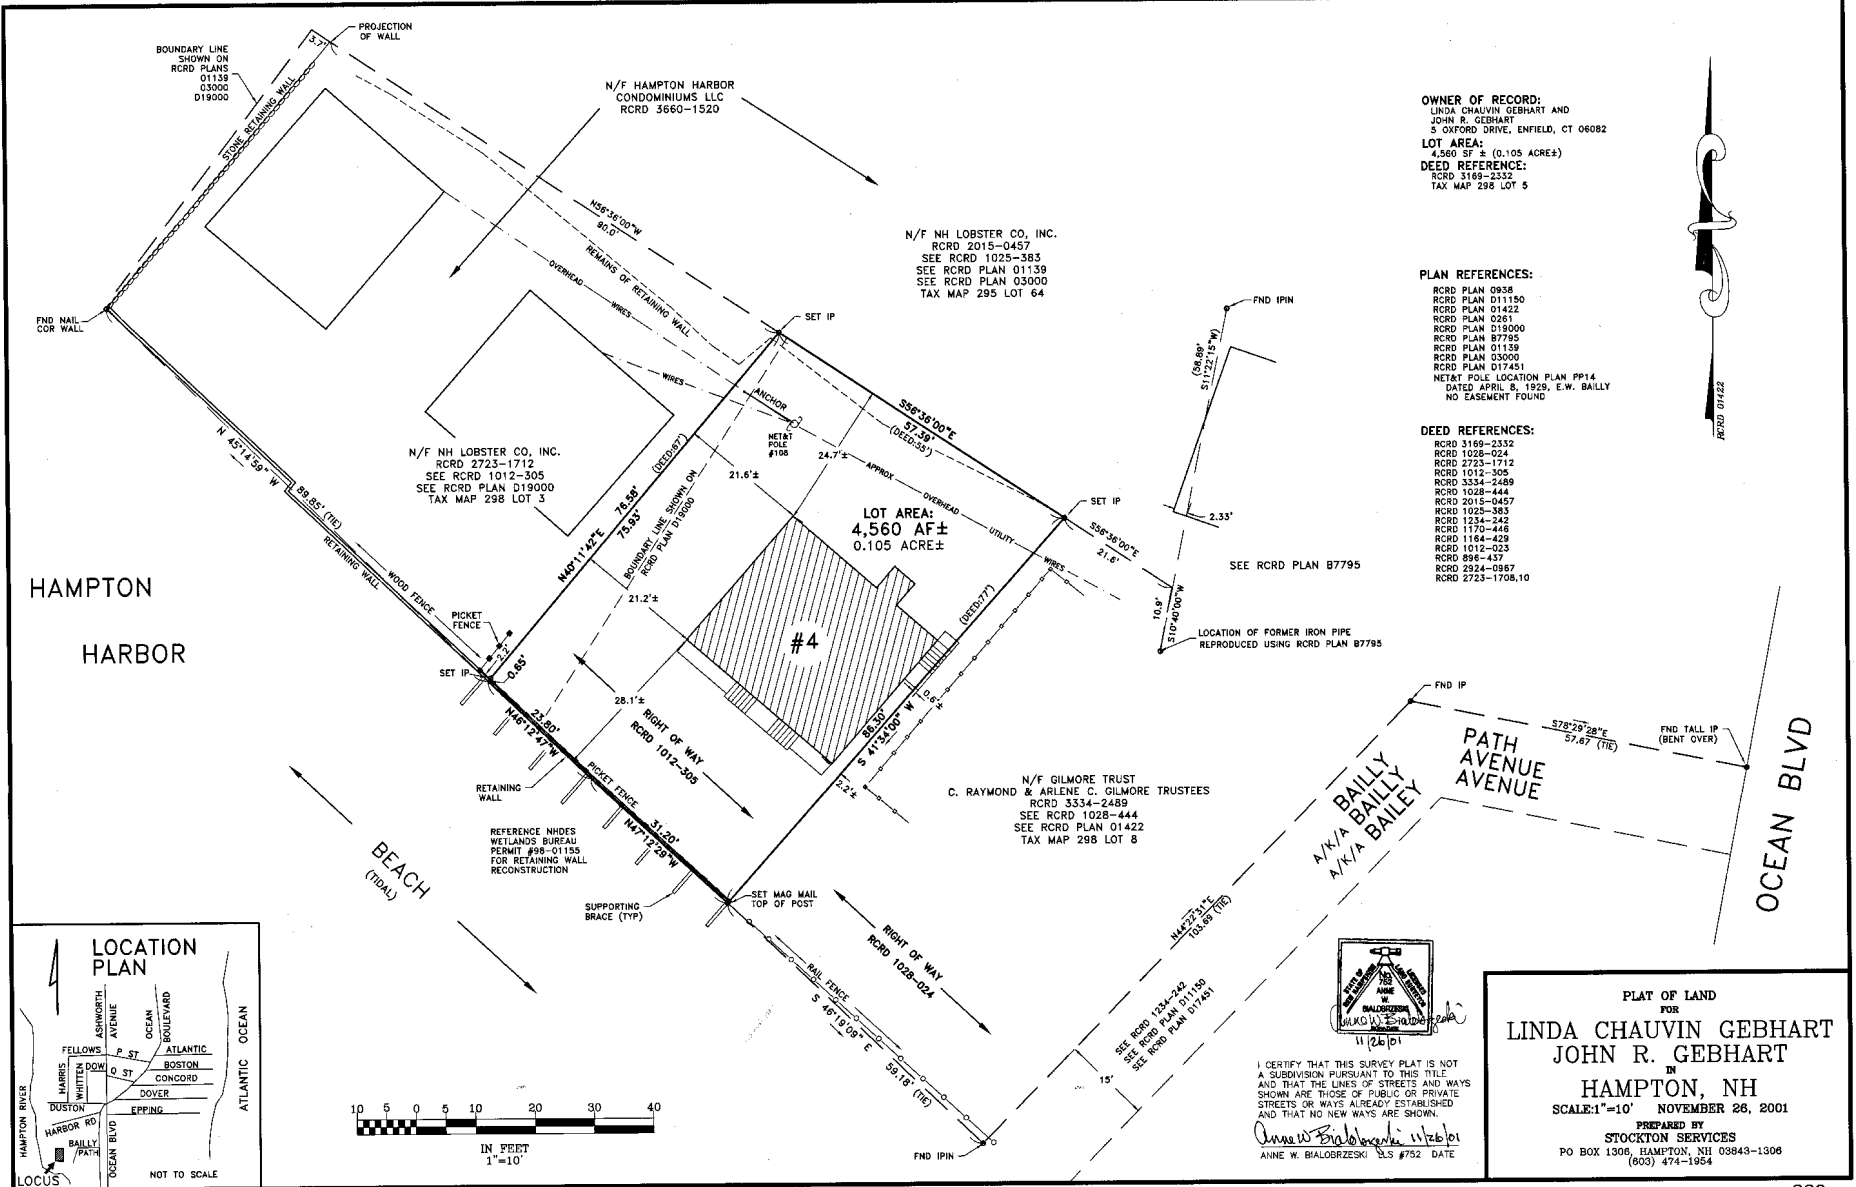 PROJECTION
OF WALL
3.7'
BOUNDARY LINE
SHOWN ON
RCRD PLANS
01139
03000
D19000
STONE RETAINING WALL
N/F HAMPTON HARBOR
CONDOMINIUMS LLC
RCRD 3660-1520
N56°36'00"W
90.0'
REMAINS OF RETAINING WALL
OVERHEAD
WIRES
WIRES
FND NAIL
COR WALL
SET IP
N/F NH LOBSTER CO, INC.
RCRD 2015-0457
SEE RCRD 1025-383
SEE RCRD PLAN 01139
SEE RCRD PLAN 03000
TAX MAP 295 LOT 64
FND IPIN
(58.89')
S11°22'15"W)
2.33'
SEE RCRD PLAN B7795
OWNER OF RECORD:
LINDA CHAUVIN GEBHART AND
JOHN R. GEBHART
5 OXFORD DRIVE, ENFIELD, CT 06082
LOT AREA:
4,560 SF ± (0.105 ACRE±)
DEED REFERENCE:
RCRD 3169-2332
TAX MAP 298 LOT 5
PLAN REFERENCES:
RCRD PLAN 0938
RCRD PLAN D11150
RCRD PLAN 01422
RCRD PLAN 0261
RCRD PLAN D19000
RCRD PLAN B7795
RCRD PLAN 01139
RCRD PLAN 03000
RCRD PLAN D17451
NET&T POLE LOCATION PLAN PP14
DATED APRIL 8, 1929, E.W. BAILLY
NO EASEMENT FOUND
DEED REFERENCES:
RCRD 3169-2332
RCRD 1028-024
RCRD 2723-1712
RCRD 1012-305
RCRD 3334-2489
RCRD 1028-444
RCRD 2015-0457
RCRD 1025-383
RCRD 1234-242
RCRD 1170-446
RCRD 1164-429
RCRD 1012-023
RCRD 896-437
RCRD 2924-0967
RCRD 2723-1708,10
RCRD 01422
N/F NH LOBSTER CO, INC.
RCRD 2723-1712
SEE RCRD 1012-305
SEE RCRD PLAN D19000
TAX MAP 298 LOT 3
N 45°14'59" W
89.85' (TIE)
RETAINING WALL
WOOD FENCE
PICKET
FENCE
2.2'
SET IP
0.65'
(DEED:67')
76.58'
75.93'
N40°11'42"E
BOUNDARY LINE SHOWN ON
RCRD PLAN D19000
ANCHOR
NET&T
POLE
#108
24.7'±
21.6'±
21.2'±
28.1'±
S56°36'00"E
57.39'
(DEED:55')
APPROX
OVERHEAD
UTILITY
WIRES
SET IP
S56°36'00"E
21.6'
10.9'
S10°40'00"W
LOCATION OF FORMER IRON PIPE
REPRODUCED USING RCRD PLAN B7795
LOT AREA:
4,560 AF±
0.105 ACRE±
#4
(DEED:77')
86.30'
S 41°34'00" W
0.6'±
2.2'±
HAMPTON
HARBOR
23.80'
N46°12'47"W
RIGHT OF WAY
RCRD 1012-305
PICKET FENCE
31.20'
N47°12'29"W
RETAINING
WALL
REFERENCE NHDES
WETLANDS BUREAU
PERMIT #98-01155
FOR RETAINING WALL
RECONSTRUCTION
BEACH
(TIDAL)
SUPPORTING
BRACE (TYP)
SET MAG MAIL
TOP OF POST
N/F GILMORE TRUST
C. RAYMOND & ARLENE C. GILMORE TRUSTEES
RCRD 3334-2489
SEE RCRD 1028-444
SEE RCRD PLAN 01422
TAX MAP 298 LOT 8
RIGHT OF WAY
RCRD 1028-024
RAIL FENCE
S 46°19'09" E
59.18' (TIE)
FND IPIN
N44°22'31"E
103.69 (TIE)
SEE RCRD 1234-242
SEE RCRD PLAN D11150
SEE RCRD PLAN D17451
15'
FND IP
S78°29'28"E
57.67 (TIE)
FND TALL IP
(BENT OVER)
BAILLY PATH
A/K/A BAILLY AVENUE
A/K/A BAILEY AVENUE
OCEAN BLVD
LOCATION
PLAN
ASHWORTH
AVENUE
OCEAN
BOULEVARD
ATLANTIC OCEAN
FELLOWS
P ST
ATLANTIC
HARRIS
WHITTEN
DOW
Q ST
BOSTON
CONCORD
DOVER
DUSTON
EPPING
HARBOR RD
BAILLY
PATH
OCEAN BLVD
HAMPTON RIVER
LOCUS
NOT TO SCALE
10 5 0 5 10 20 30 40
IN FEET
1"=10'
STATE OF
NEW HAMPSHIRE
LICENSED
LAND SURVEYOR
No.
752
ANNE
W.
BIALOBRZESKI
Anne W. Bialobrzeski
11/26/01
I CERTIFY THAT THIS SURVEY PLAT IS NOT
A SUBDIVISION PURSUANT TO THIS TITLE
AND THAT THE LINES OF STREETS AND WAYS
SHOWN ARE THOSE OF PUBLIC OR PRIVATE
STREETS OR WAYS ALREADY ESTABLISHED
AND THAT NO NEW WAYS ARE SHOWN.
Anne W Bialobrzeski 11/26/01
ANNE W. BIALOBRZESKI LLS #752 DATE
PLAT OF LAND
FOR
LINDA CHAUVIN GEBHART
JOHN R. GEBHART
IN
HAMPTON, NH
SCALE:1"=10' NOVEMBER 26, 2001
PREPARED BY
STOCKTON SERVICES
PO BOX 1306, HAMPTON, NH 03843-1306
(603) 474-1954